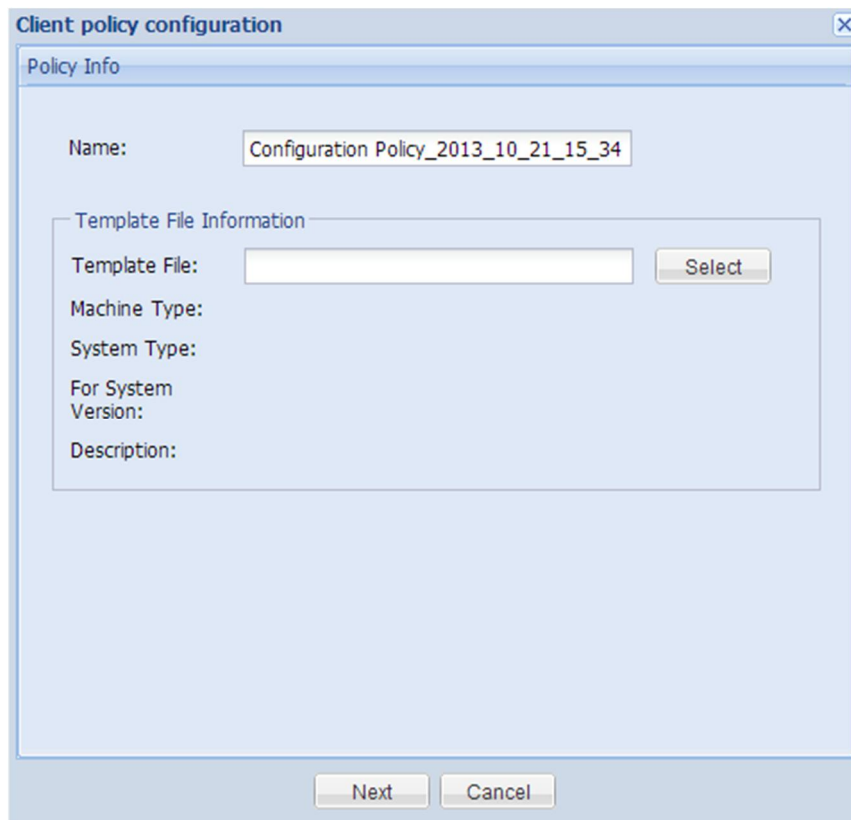 Client policy configuration
Policy Info
Name: Configuration Policy_2013_10_21_15_34
Template File Information
Template File: Select
Machine Type:
System Type:
For System
Version:
Description:
Next Cancel